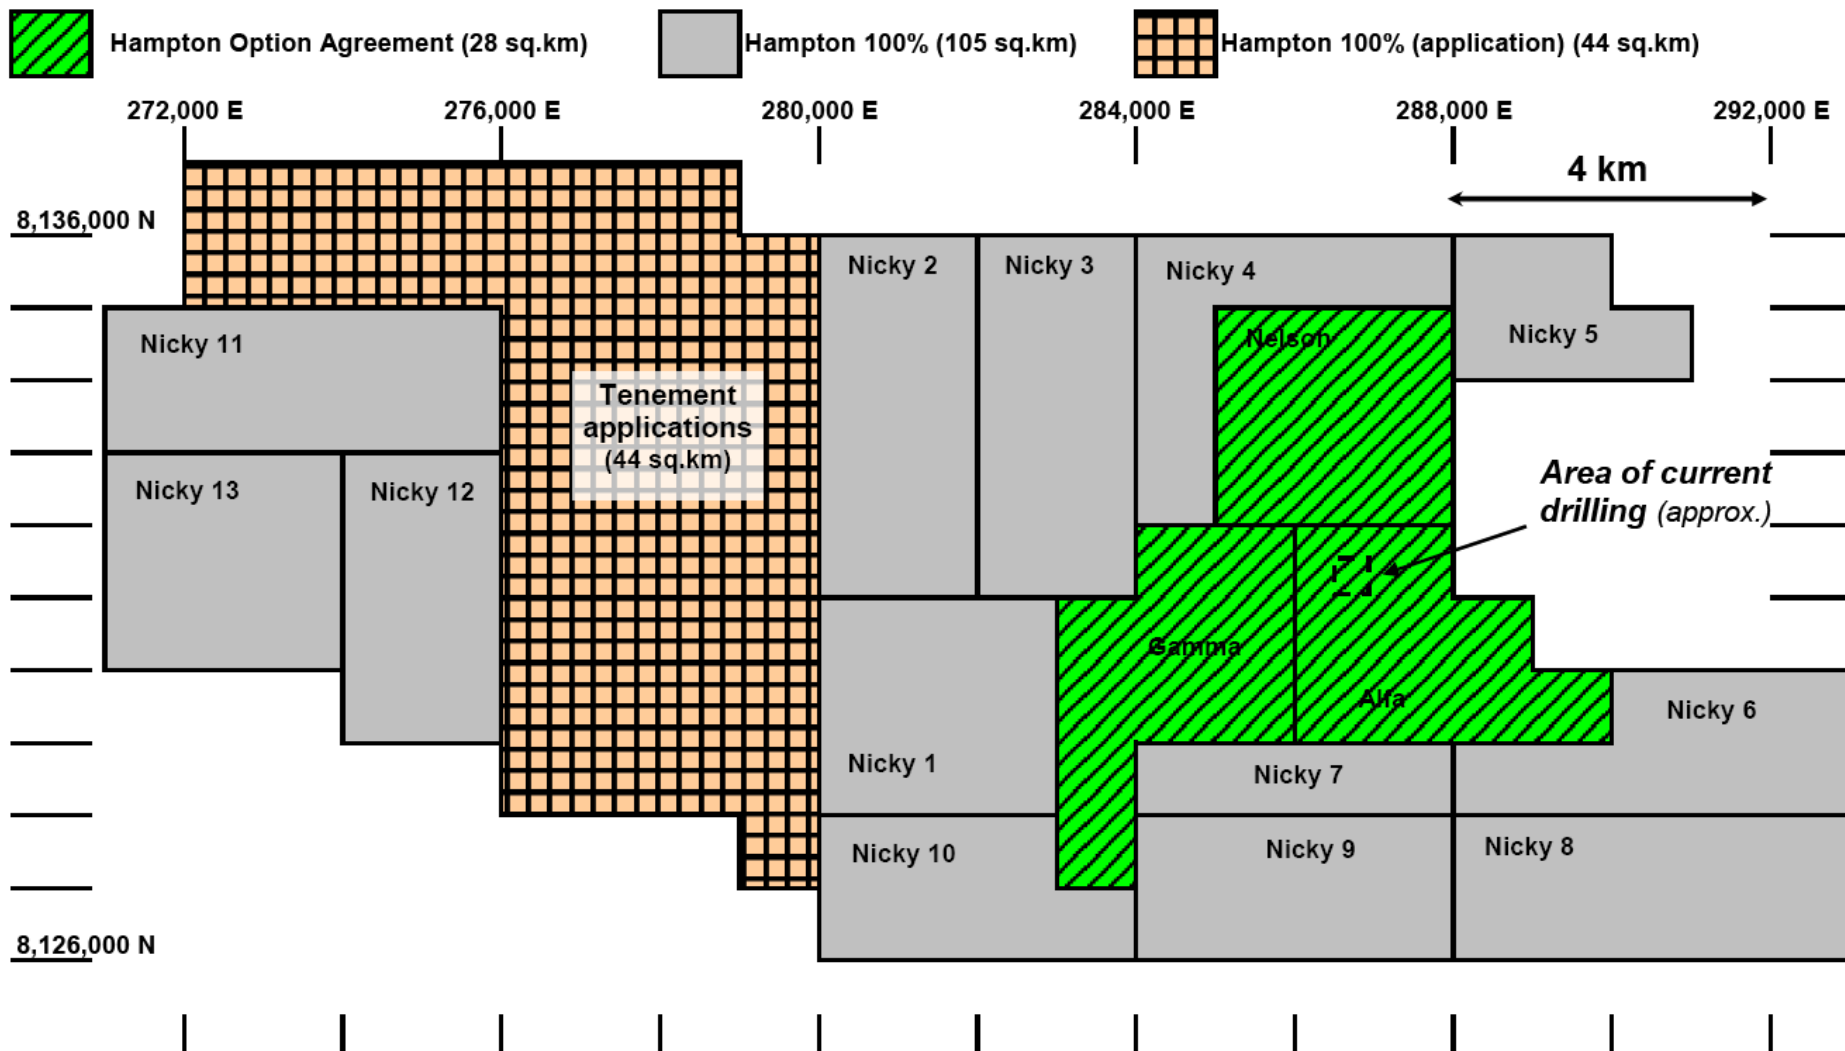 Hampton Option Agreement (28 sq.km)
Hampton 100% (105 sq.km)
Hampton 100% (application) (44 sq.km)
272,000 E
276,000 E
280,000 E
284,000 E
288,000 E
292,000 E
4 km
8,136,000 N
Nicky 2
Nicky 3
Nicky 4
Nicky 5
Nelson
Nicky 11
Tenement
applications
(44 sq.km)
Nicky 13
Nicky 12
Area of current
drilling (approx.)
Gamma
Alfa
Nicky 6
Nicky 1
Nicky 7
Nicky 10
Nicky 9
Nicky 8
8,126,000 N